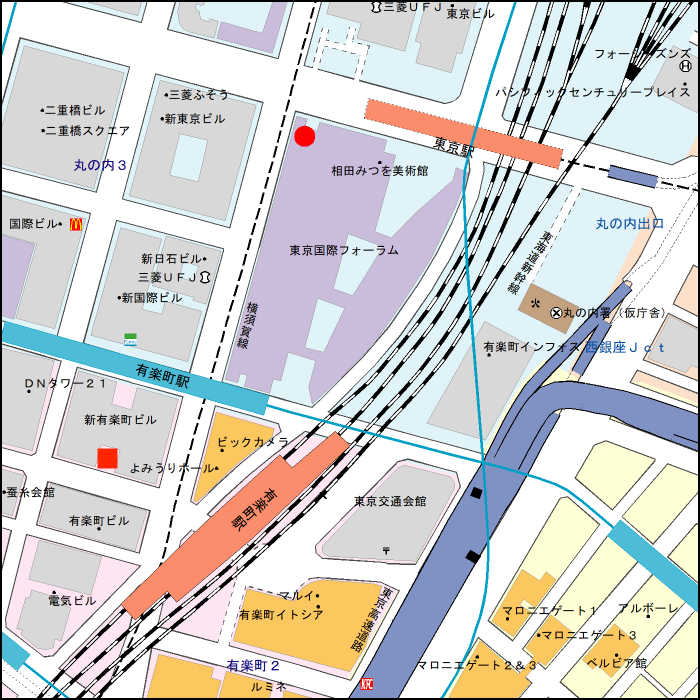 三菱ＵＦＪ
東京ビル
フォーシーズンズ
パシフィックセンチュリープレイス
三菱ふそう
二重橋ビル
新東京ビル
二重橋スクエア
東京駅
丸の内３
相田みつを美術館
国際ビル
丸の内出口
東京国際フォーラム
東海道新幹線
新日石ビル
三菱ＵＦＪ
新国際ビル
横須賀線
丸の内署（仮庁舎）
有楽町インフォス
西銀座Ｊｃｔ
有楽町駅
ＤＮタワー２１
新有楽町ビル
ビックカメラ
よみうりホール
蚕糸会館
有楽町駅
東京交通会館
〒
有楽町ビル
電気ビル
マルイ
有楽町イトシア
東京高速道路
マロニエゲート１
アルボーレ
マロニエゲート３
有楽町２
マロニエゲート２＆３
ベルビア館
ルミネ
KFC